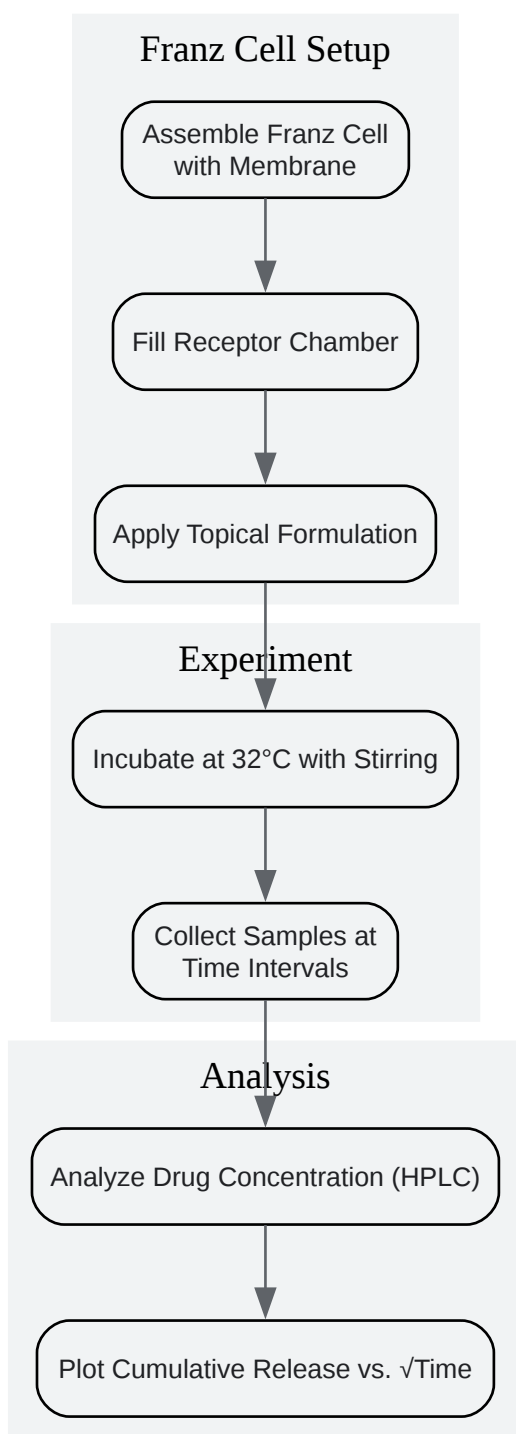 Franz Cell Setup
Assemble Franz Cell
with Membrane
Fill Receptor Chamber
Apply Topical Formulation
Experiment
Incubate at 32°C with Stirring
Collect Samples at
Time Intervals
Analysis
Analyze Drug Concentration (HPLC)
Plot Cumulative Release vs. √Time